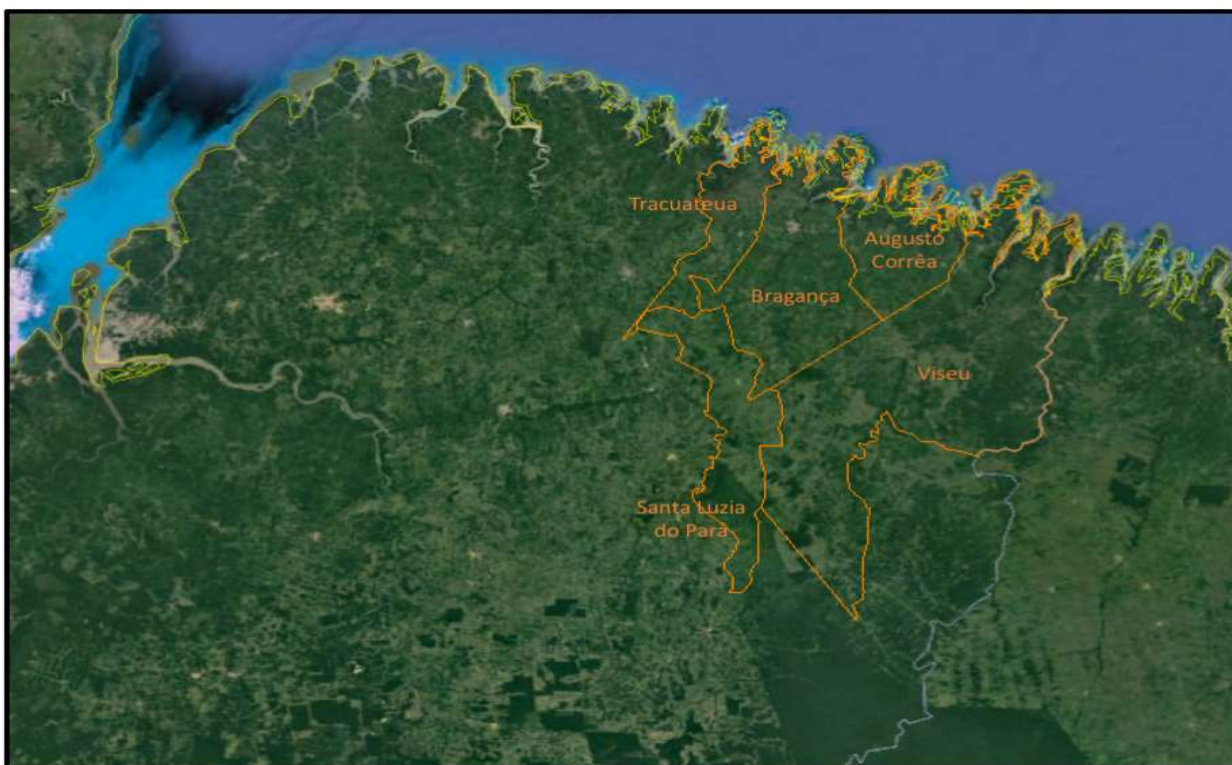 Tracuateua
Augusto
Corrêa
Bragança
Viseu
Santa Luzia
do Pará